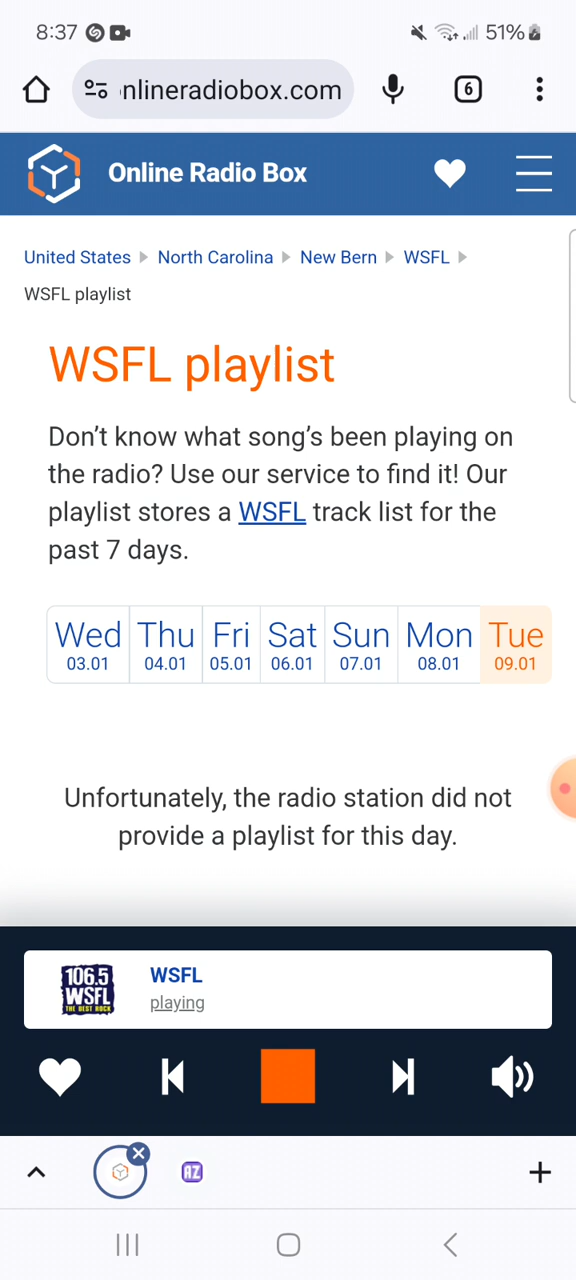 8:37 51%
nlineradiobox.com 6
Online Radio Box
United States North Carolina New Bern WSFL
WSFL playlist
WSFL playlist
Don't know what song's been playing on
the radio? Use our service to find it! Our
playlist stores a WSFL track list for the
past 7 days.
Wed Thu Fri Sat Sun Mon Tue
03.01 04.01 05.01 06.01 07.01 08.01 09.01
Unfortunately, the radio station did not
provide a playlist for this day.
106.5
WSFL
THE BEST ROCK
WSFL
playing
AZ